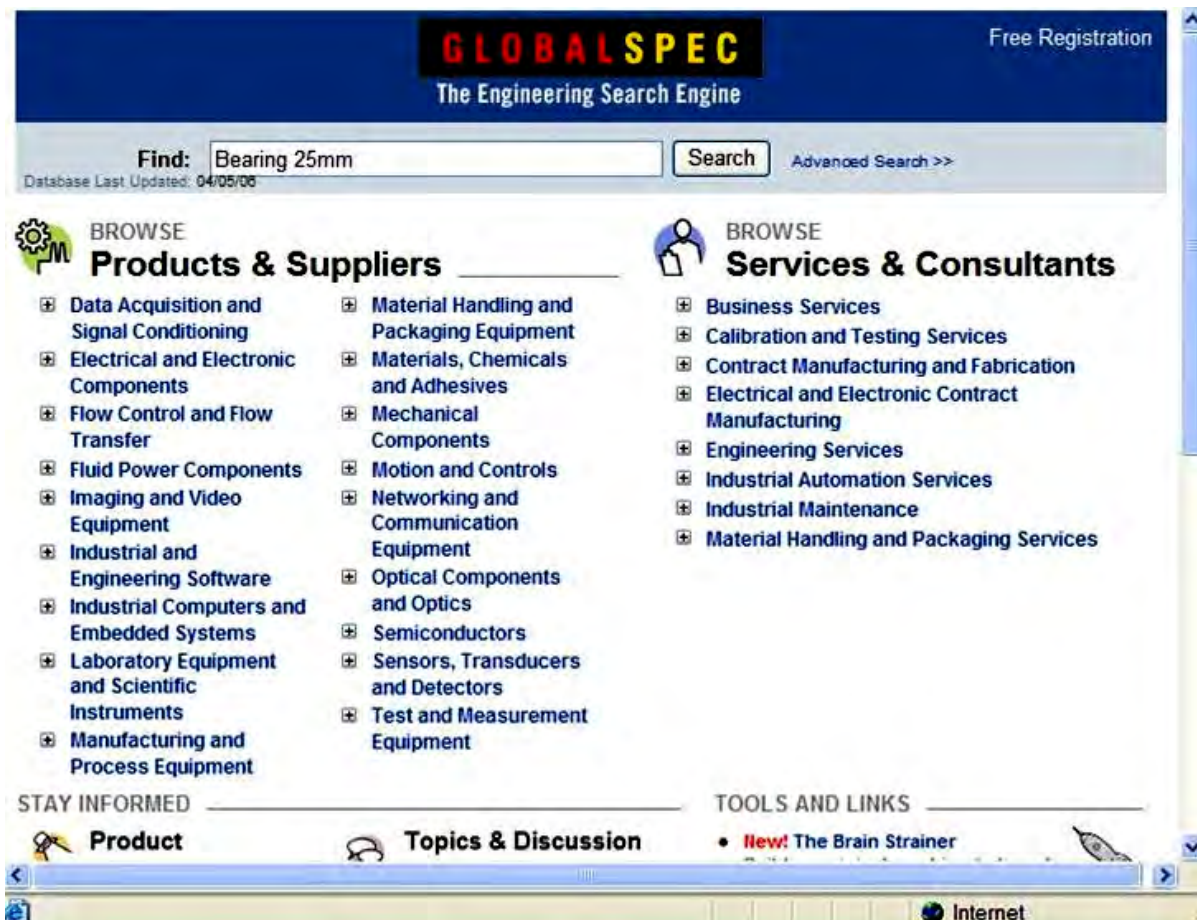 GLOBALSPEC
Free Registration
The Engineering Search Engine
Find: Bearing 25mm Search Advanced Search >>
Database Last Updated: 04/05/06
BROWSE
Products & Suppliers
Data Acquisition and
Signal Conditioning
Electrical and Electronic
Components
Flow Control and Flow
Transfer
Fluid Power Components
Imaging and Video
Equipment
Industrial and
Engineering Software
Industrial Computers and
Embedded Systems
Laboratory Equipment
and Scientific
Instruments
Manufacturing and
Process Equipment
Material Handling and
Packaging Equipment
Materials, Chemicals
and Adhesives
Mechanical
Components
Motion and Controls
Networking and
Communication
Equipment
Optical Components
and Optics
Semiconductors
Sensors, Transducers
and Detectors
Test and Measurement
Equipment
BROWSE
Services & Consultants
Business Services
Calibration and Testing Services
Contract Manufacturing and Fabrication
Electrical and Electronic Contract
Manufacturing
Engineering Services
Industrial Automation Services
Industrial Maintenance
Material Handling and Packaging Services
STAY INFORMED
Product
Topics & Discussion
TOOLS AND LINKS
New! The Brain Strainer
Internet